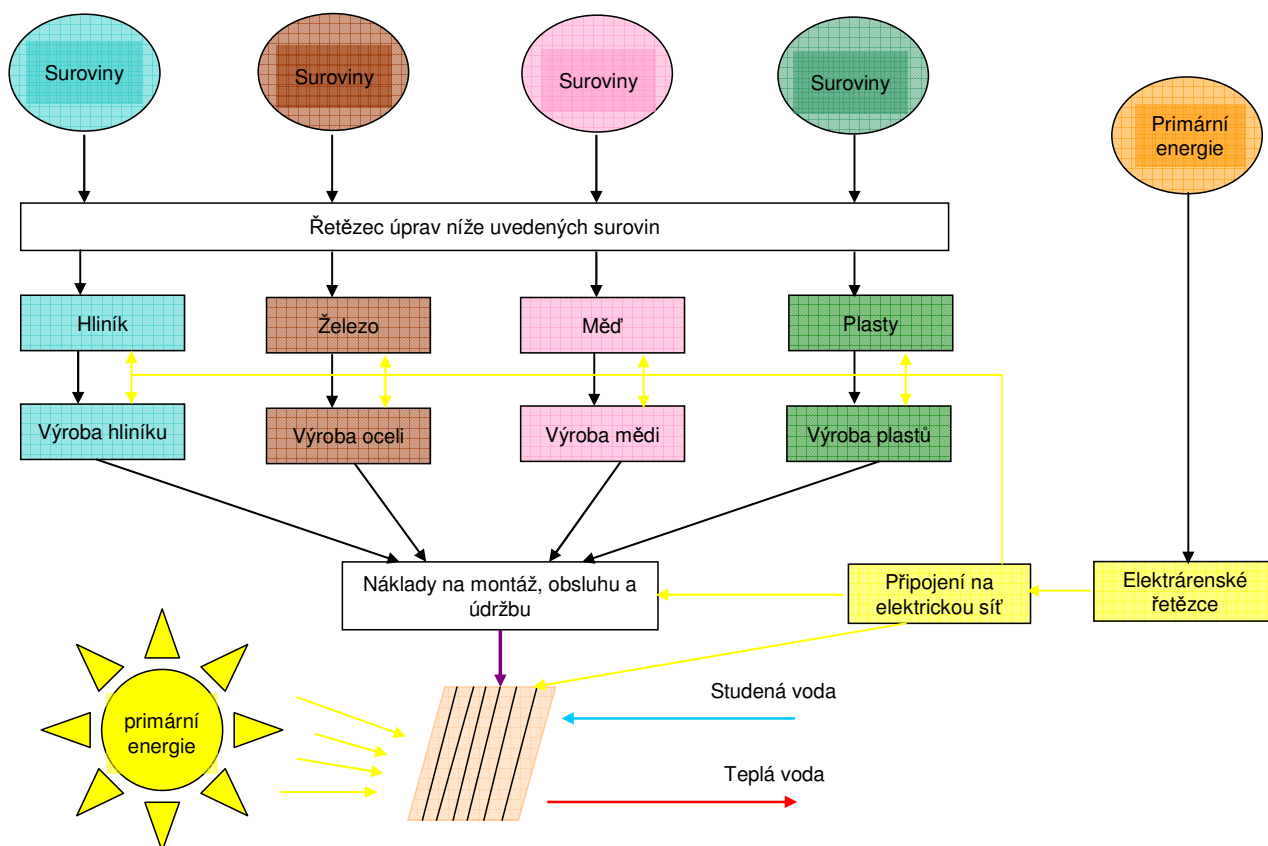 Suroviny
Suroviny
Suroviny
Suroviny
Primární
energie
Řetězec úprav níže uvedených surovin
Hliník
Železo
Měď
Plasty
Výroba hliníku
Výroba oceli
Výroba mědi
Výroba plastů
Náklady na montáž, obsluhu a
údržbu
Připojení na
elektrickou síť
Elektrárenské
řetězce
primární
energie
Studená voda
Teplá voda